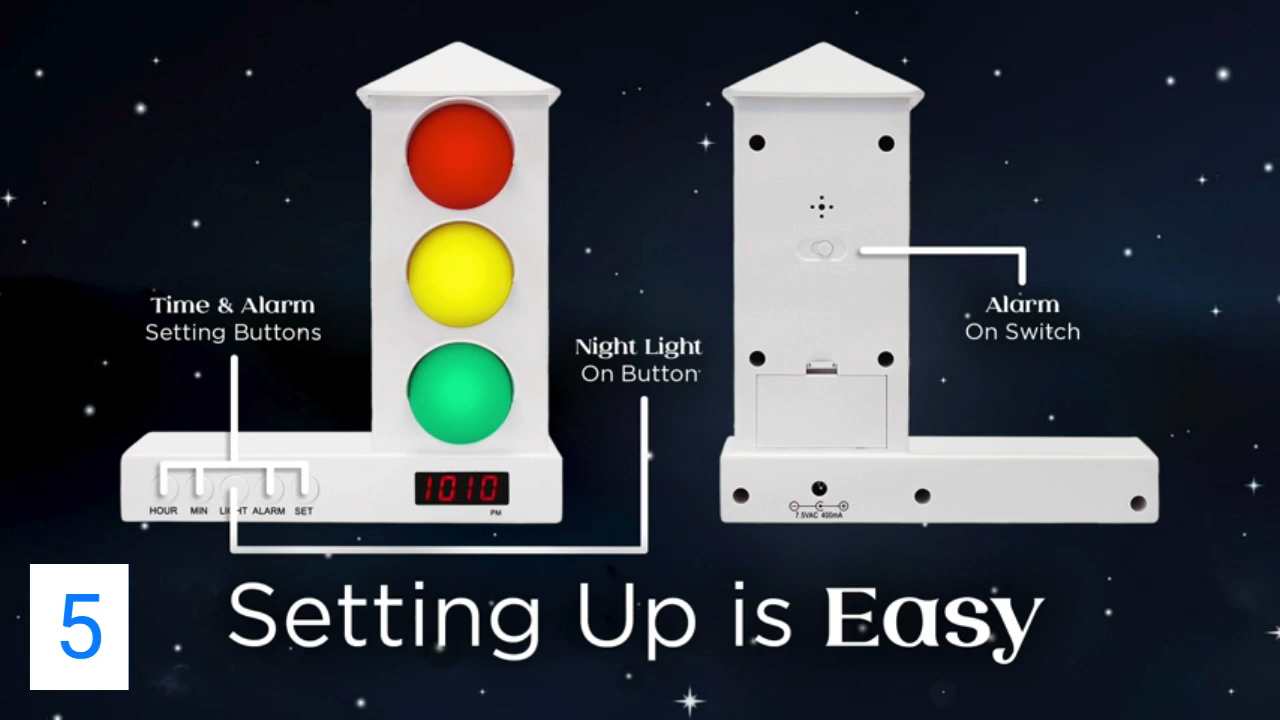 Time & Alarm
Setting Buttons
Night Light
On Button
Alarm
On Switch
HOUR MIN LIGHT ALARM SET
1010
PM
7.5VAC 400mA
Setting Up is Easy
5